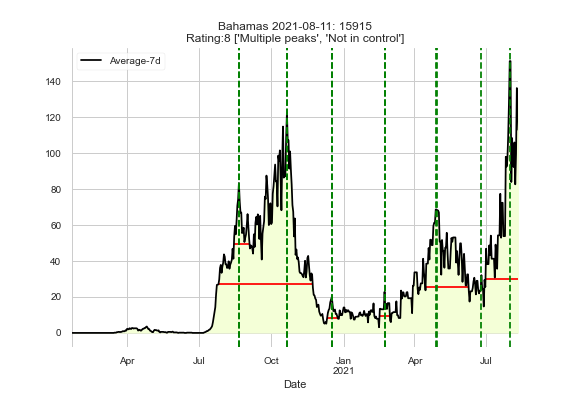 Bahamas 2021-08-11: 15915
Rating:8 ['Multiple peaks', 'Not in control']
Average-7d
140
120
100
80
60
40
20
0
Apr Jul Oct Jan Apr Jul
2021
Date